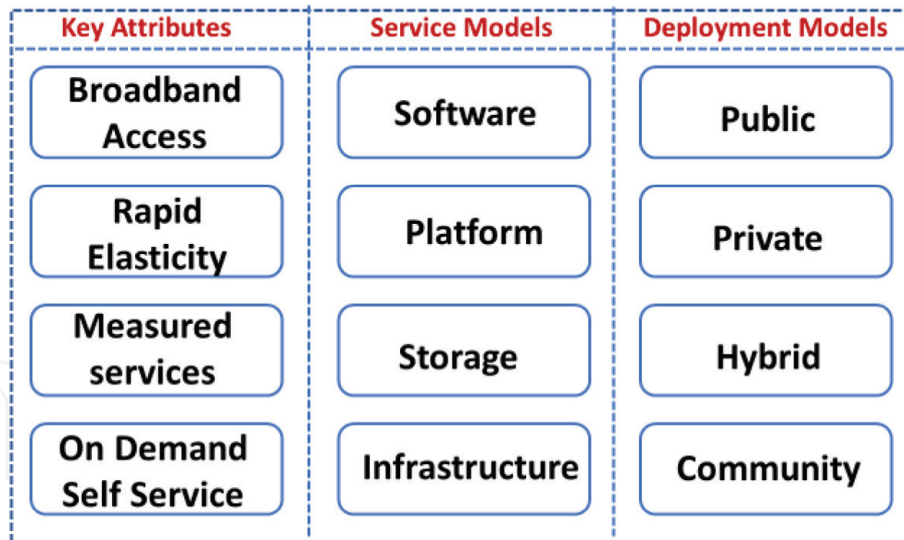 Key Attributes
Service Models
Deployment Models
Broadband
Access
Software
Public
Rapid
Elasticity
Platform
Private
Measured
services
Storage
Hybrid
On Demand
Self Service
Infrastructure
Community